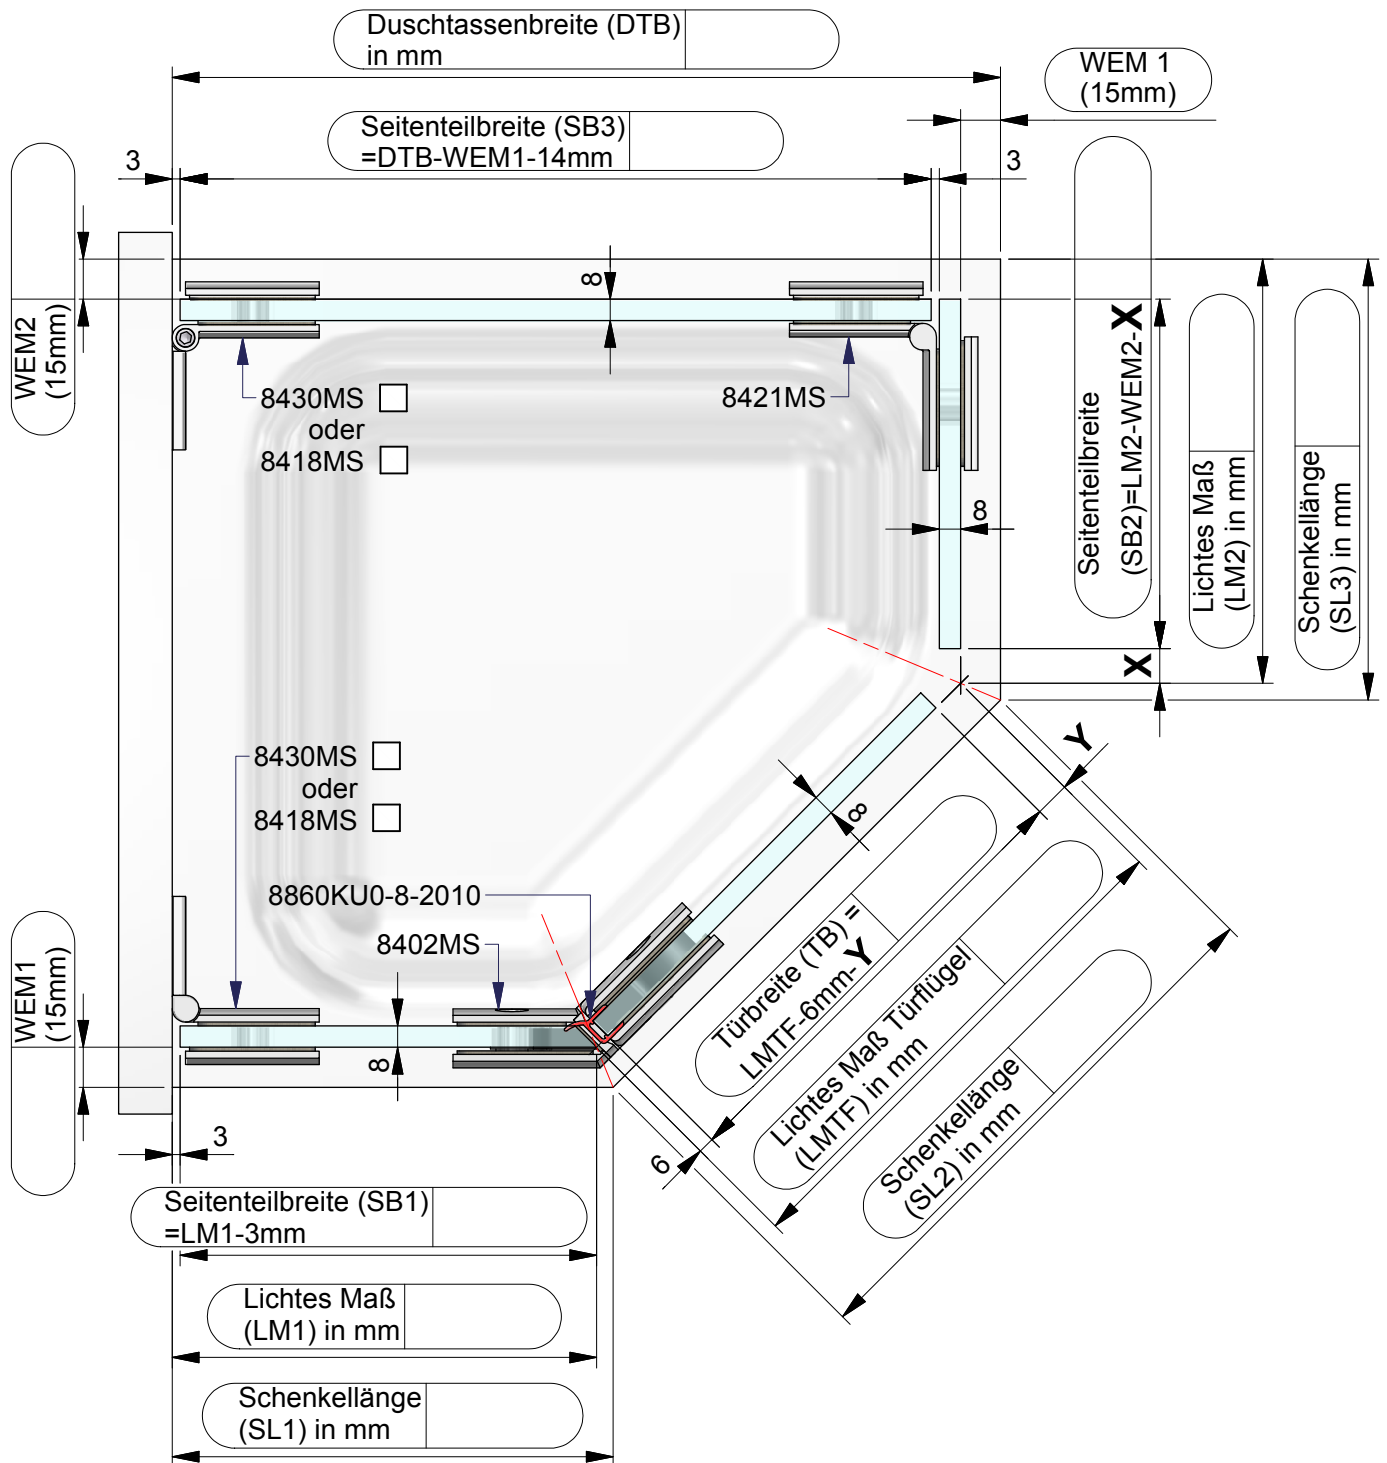 Duschtassenbreite (DTB)
in mm
WEM 1
(15mm)
Seitenteilbreite (SB3)
=DTB-WEM1-14mm
3
3
WEM2
(15mm)
8
8430MS
oder
8418MS
8421MS
8
Seitenteilbreite
(SB2)=LM2-WEM2-X
Lichtes Maß
(LM2) in mm
Schenkellänge
(SL3) in mm
X
Y
8430MS
oder
8418MS
8
8860KU0-8-2010
8402MS
Türbreite (TB) =
LMTF-6mm-Y
Lichtes Maß Türflügel
(LMTF) in mm
Schenkellänge
(SL2) in mm
WEM1
(15mm)
8
3
6
Seitenteilbreite (SB1)
=LM1-3mm
Lichtes Maß
(LM1) in mm
Schenkellänge
(SL1) in mm